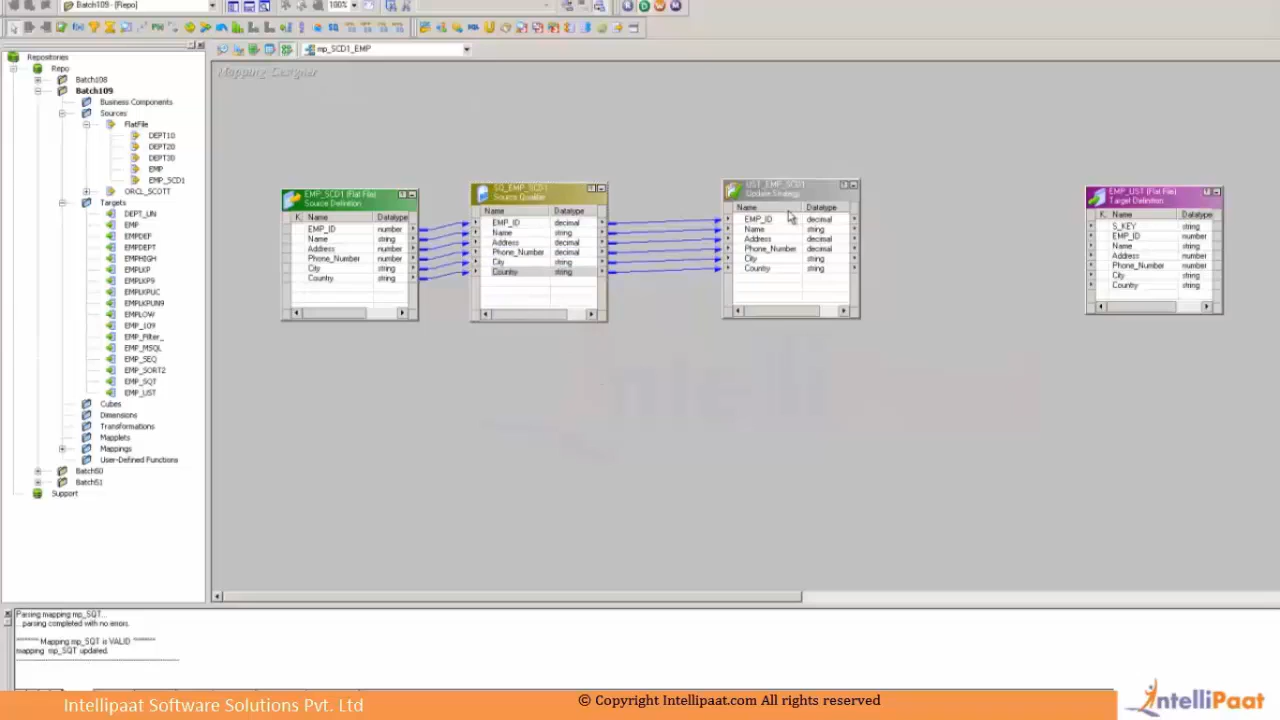 Batch109 - [Repo]
100%
mp_SCD1_EMP
Mapping Designer
Repositories
Repo
Batch108
Batch109
Business Components
Sources
FlatFile
DEPT10
DEPT20
DEPT30
EMP
EMP_SCD1
ORCL_SCOTT
Targets
DEPT_UN
EMP
EMPDEF
EMPDEPT
EMPHIGH
EMPLKP
EMPLKP9
EMPLKPUC
EMPLKPUN9
EMPLOW
EMP_109
EMP_Filter_
EMP_MSQL
EMP_SEQ
EMP_SORT2
EMP_SQT
EMP_UST
Cubes
Dimensions
Transformations
Mapplets
Mappings
User-Defined Functions
Batch50
Batch51
Support
EMP_SCD1 (Flat File)
Source Definition
K Name Datatype
EMP_ID number
Name string
Address number
Phone_Number number
City string
Country string
SQ_EMP_SCD1
Source Qualifier
Name Datatype
EMP_ID decimal
Name string
Address decimal
Phone_Number decimal
City string
Country string
UST_EMP_SCD1
Update Strategy
Name Datatype
EMP_ID decimal
Name string
Address decimal
Phone_Number decimal
City string
Country string
EMP_UST (Flat File)
Target Definition
K Name Datatype
S_KEY string
EMP_ID number
Name string
Address number
Phone_Number number
City string
Country string
Parsing mapping mp_SQT...
...parsing completed with no errors.
******* Mapping mp_SQT is VALID *******
mapping mp_SQT updated.
Intellipaat Software Solutions Pvt. Ltd
© Copyright Intellipaat.com All rights reserved
IntelliPaat